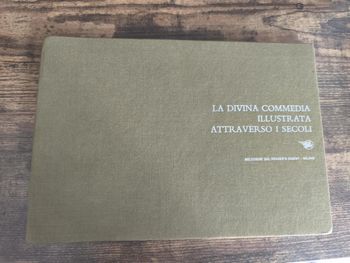 LA DIVINA COMMEDIA
ILLUSTRATA
ATTRAVERSO I SECOLI
MILANO